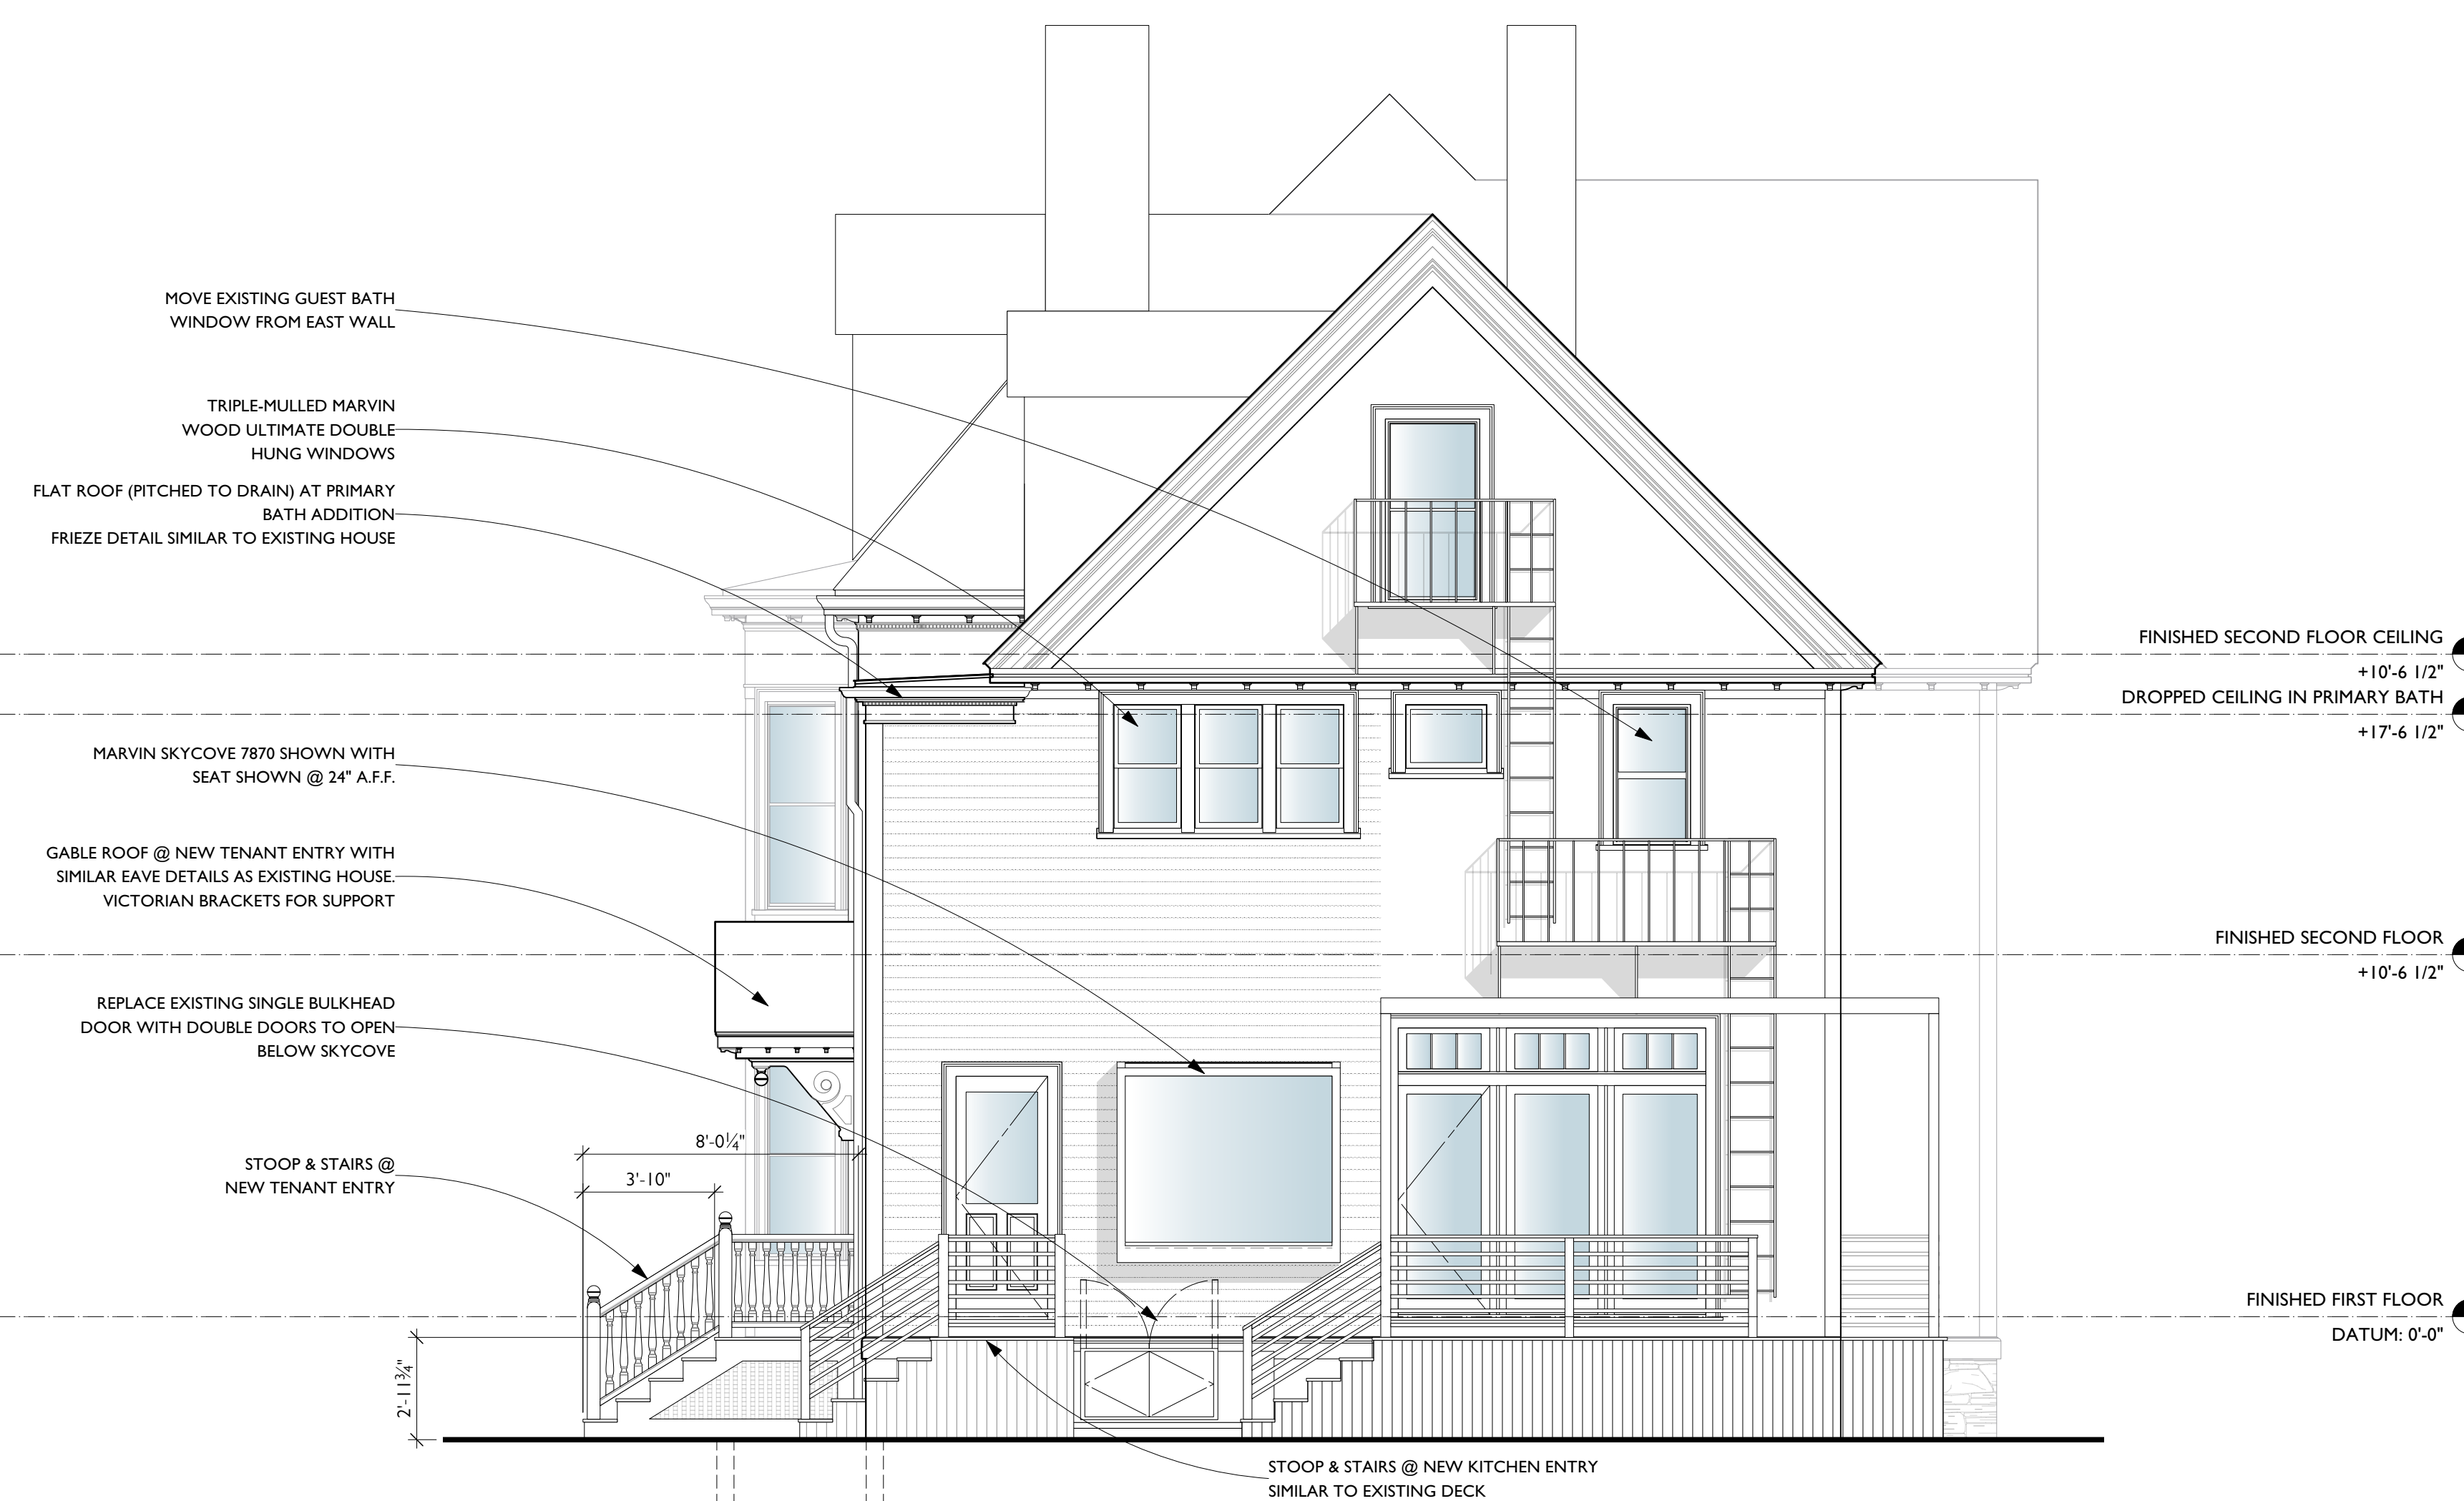 MOVE EXISTING GUEST BATH
WINDOW FROM EAST WALL
TRIPLE-MULLED MARVIN
WOOD ULTIMATE DOUBLE
HUNG WINDOWS
FLAT ROOF (PITCHED TO DRAIN) AT PRIMARY
BATH ADDITION
FRIEZE DETAIL SIMILAR TO EXISTING HOUSE
MARVIN SKYCOVE 7870 SHOWN WITH
SEAT SHOWN @ 24" A.F.F.
GABLE ROOF @ NEW TENANT ENTRY WITH
SIMILAR EAVE DETAILS AS EXISTING HOUSE.
VICTORIAN BRACKETS FOR SUPPORT
REPLACE EXISTING SINGLE BULKHEAD
DOOR WITH DOUBLE DOORS TO OPEN
BELOW SKYCOVE
STOOP & STAIRS @
NEW TENANT ENTRY
8'-0¼"
3'-10"
2'-11¾"
STOOP & STAIRS @ NEW KITCHEN ENTRY
SIMILAR TO EXISTING DECK
FINISHED SECOND FLOOR CEILING
+10'-6 1/2"
DROPPED CEILING IN PRIMARY BATH
+17'-6 1/2"
FINISHED SECOND FLOOR
+10'-6 1/2"
FINISHED FIRST FLOOR
DATUM: 0'-0"